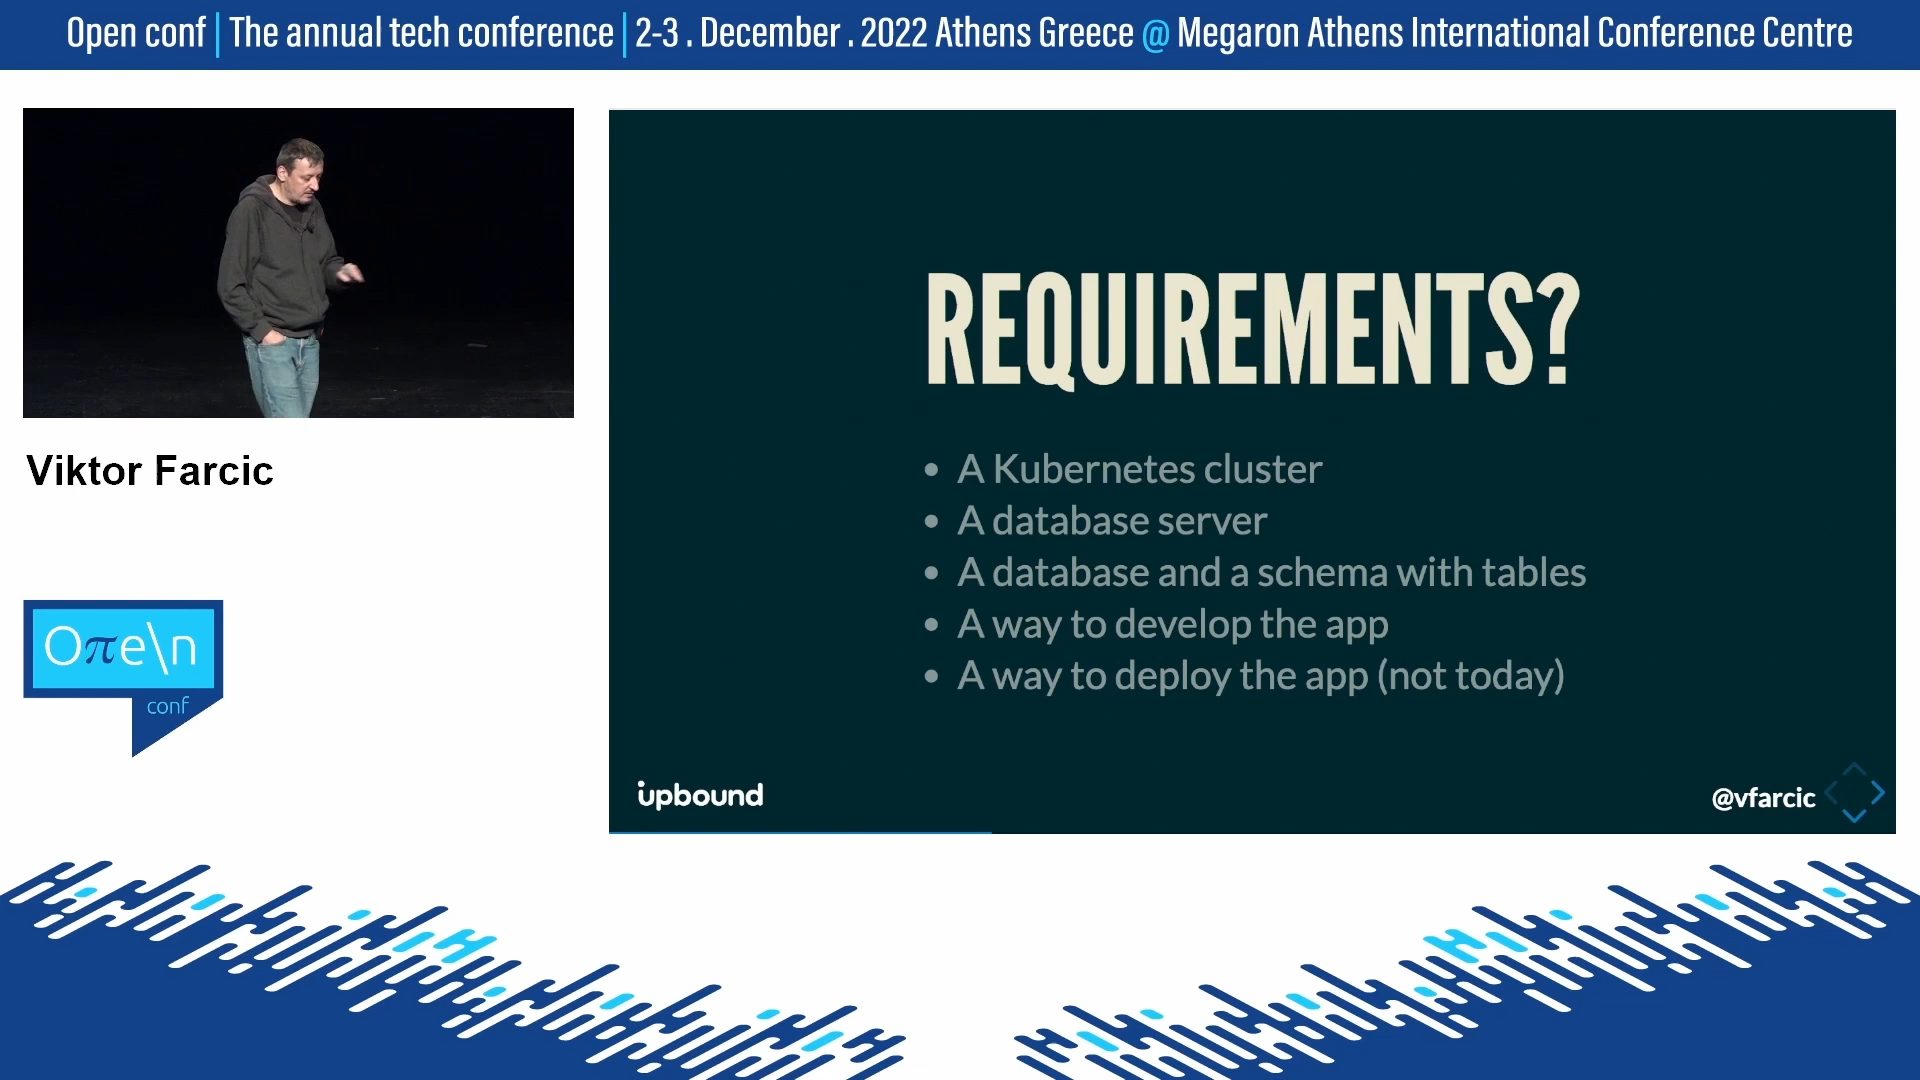 Open conf | The annual tech conference | 2-3 . December . 2022 Athens Greece @ Megaron Athens International Conference Centre
Viktor Farcic
Oπe\n
conf
REQUIREMENTS?
• A Kubernetes cluster
• A database server
• A database and a schema with tables
• A way to develop the app
• A way to deploy the app (not today)
upbound
@vfarcic